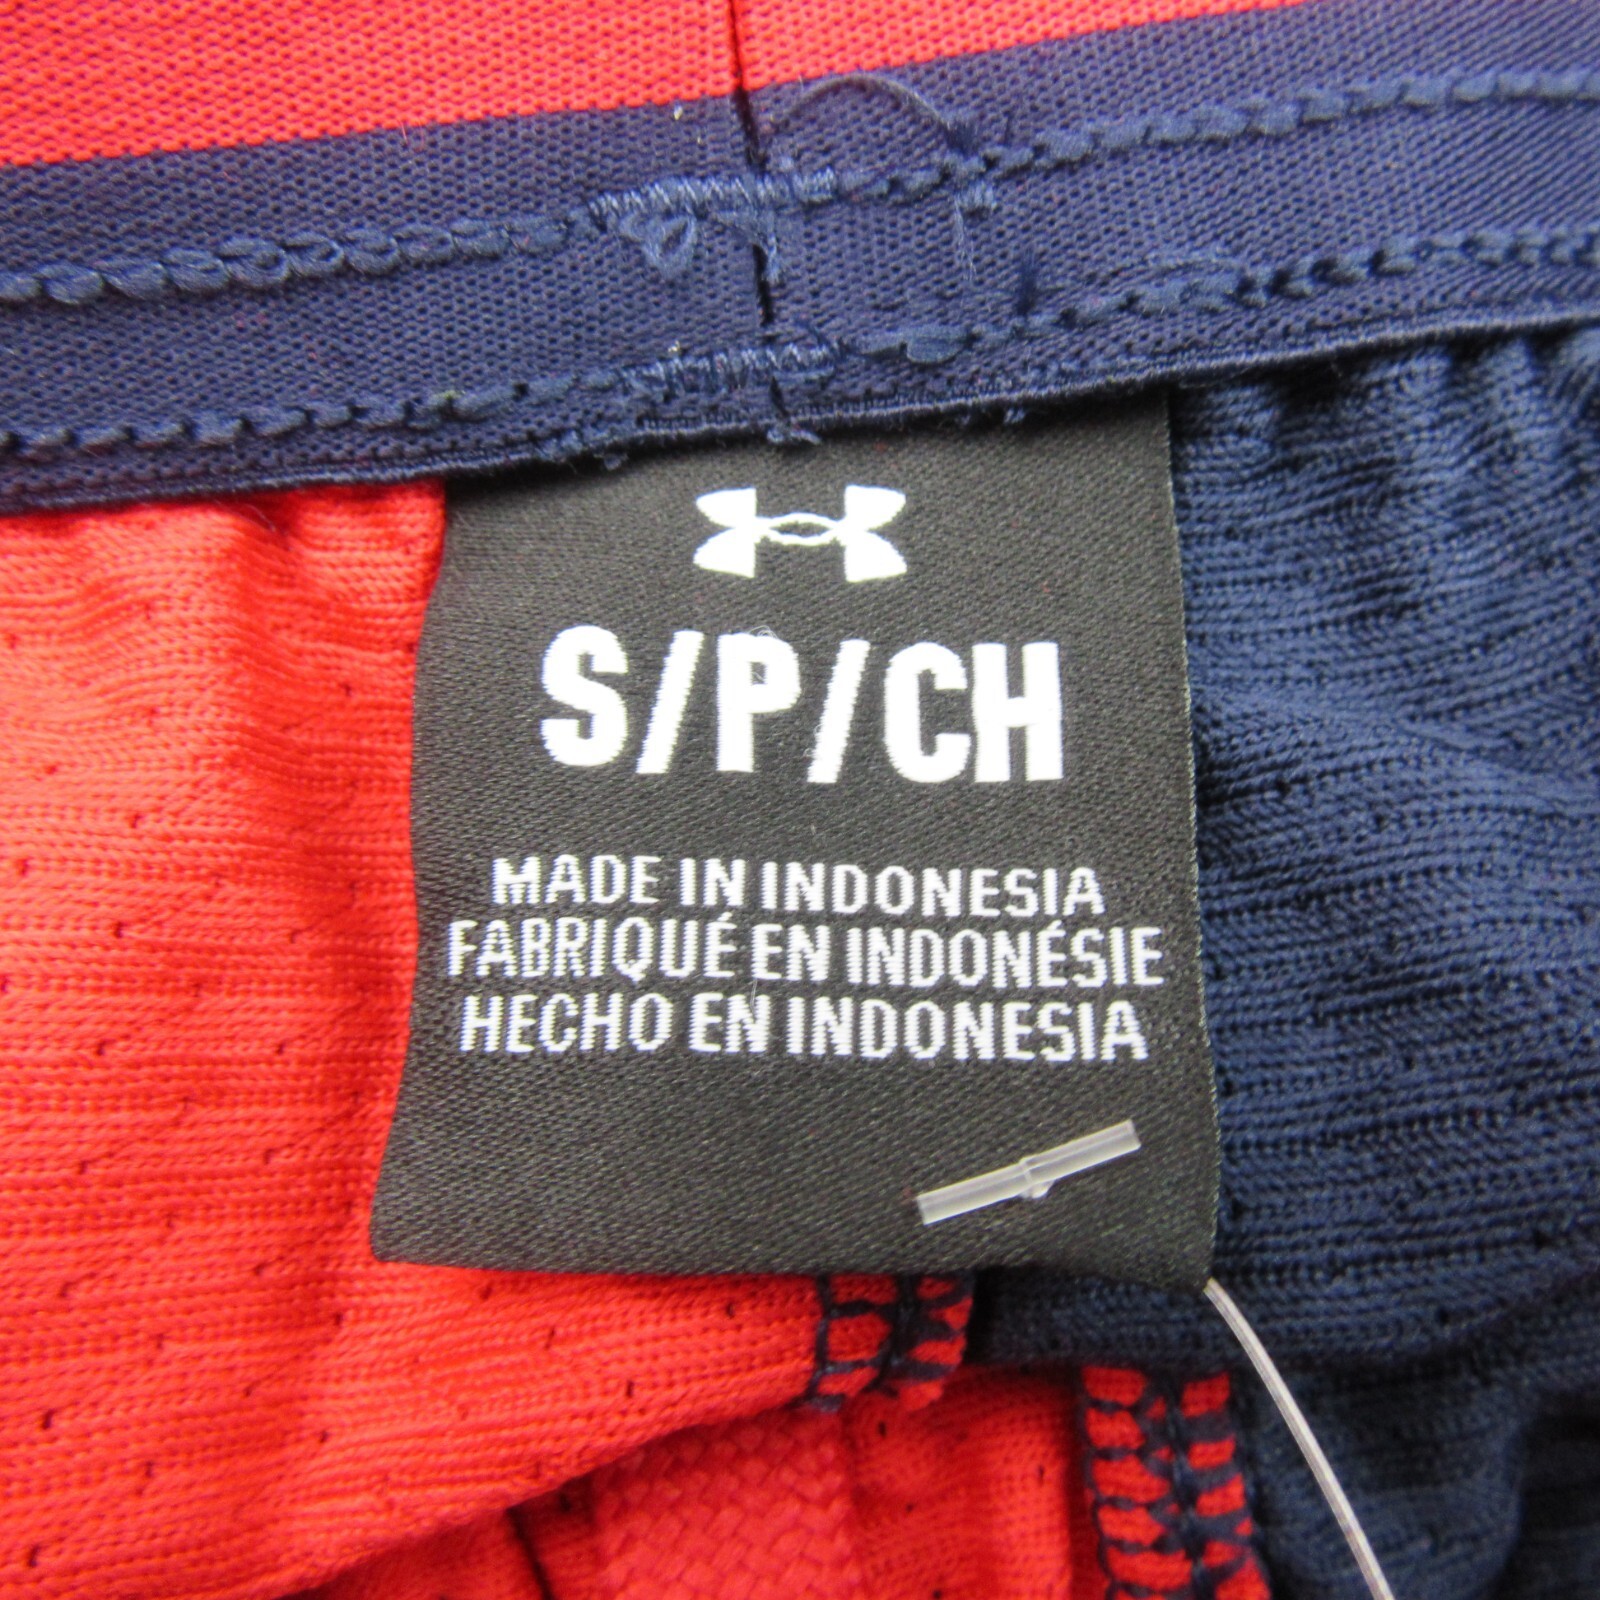 S/P/CH
MADE IN INDONESIA
FABRIQUÉ EN INDONÉSIE
HECHO EN INDONESIA